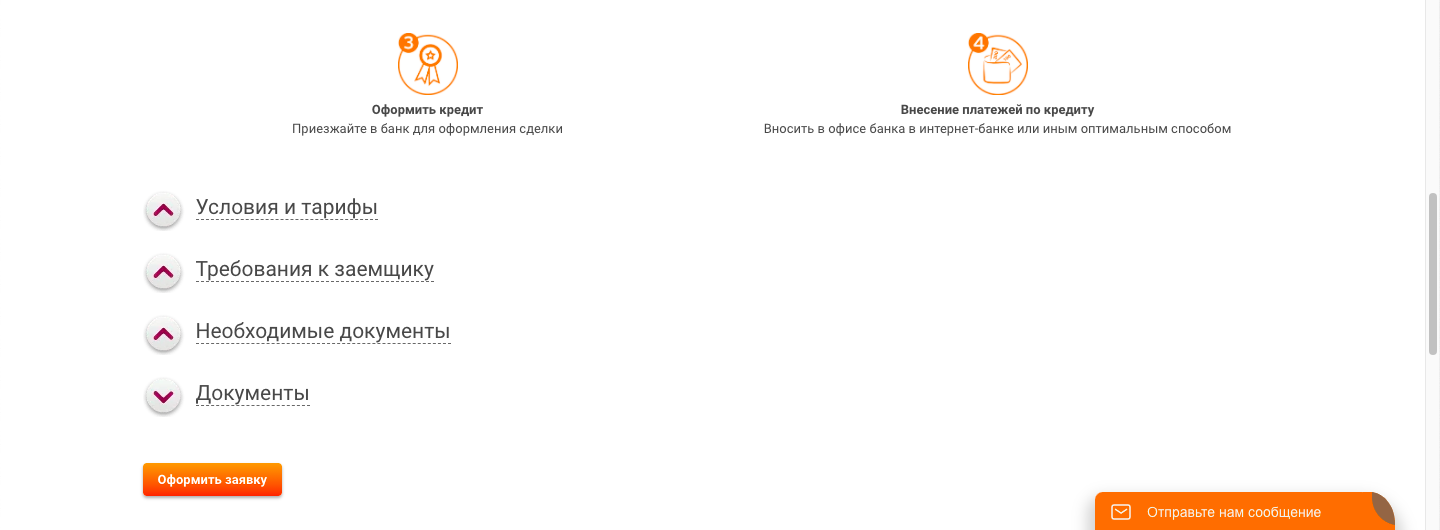 3
Оформить кредит
Приезжайте в банк для оформления сделки
4
Внесение платежей по кредиту
Вносить в офисе банка в интернет-банке или иным оптимальным способом
Условия и тарифы
Требования к заемщику
Необходимые документы
Документы
Оформить заявку
Отправьте нам сообщение